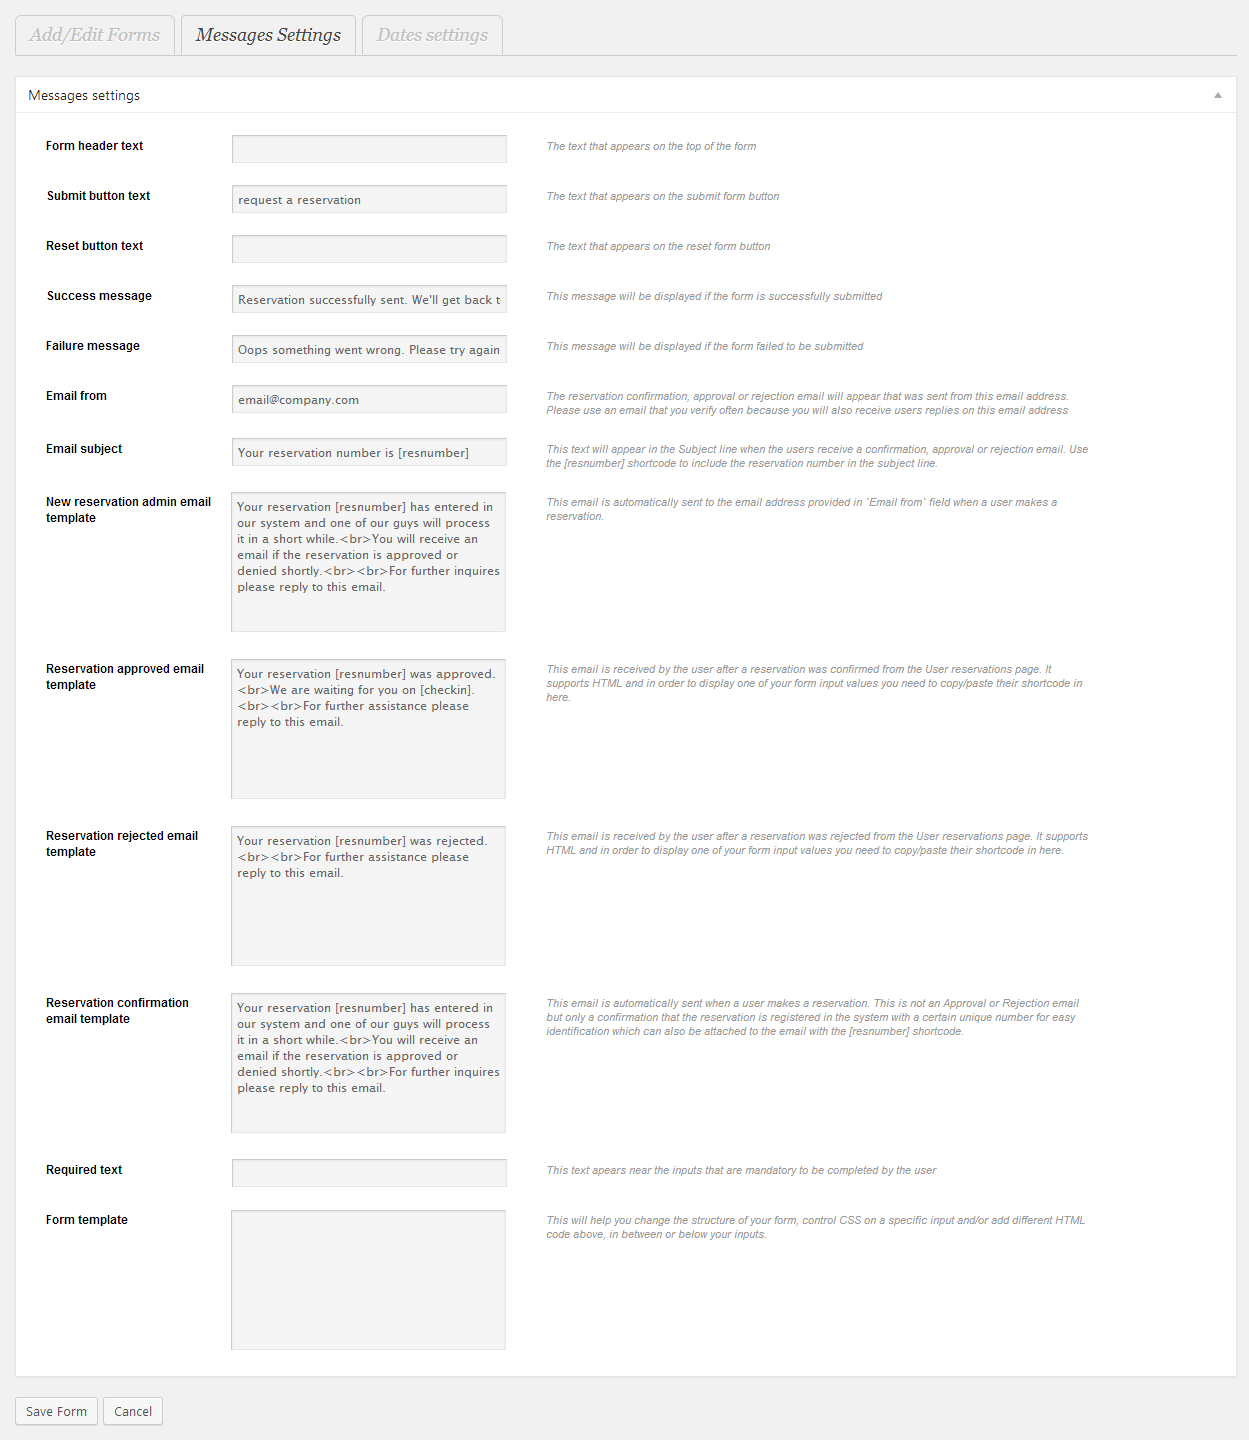 Add/Edit Forms
Messages Settings
Dates settings
Messages settings
Form header text
The text that appears on the top of the form
Submit button text
request a reservation
The text that appears on the submit form button
Reset button text
The text that appears on the reset form button
Success message
Reservation successfully sent. We'll get back t
This message will be displayed if the form is successfully submitted
Failure message
Oops something went wrong. Please try again
This message will be displayed if the form failed to be submitted
Email from
email@company.com
The reservation confirmation, approval or rejection email will appear that was sent from this email address.
Please use an email that you verify often because you will also receive users replies on this email address
Email subject
Your reservation number is [resnumber]
This text will appear in the Subject line when the users receive a confirmation, approval or rejection email. Use
the [resnumber] shortcode to include the reservation number in the subject line.
New reservation admin email
template
Your reservation [resnumber] has entered in
our system and one of our guys will process
it in a short while.<br>You will receive an
email if the reservation is approved or
denied shortly.<br><br>For further inquires
please reply to this email.
This email is automatically sent to the email address provided in `Email from` field when a user makes a
reservation.
Reservation approved email
template
Your reservation [resnumber] was approved.
<br>We are waiting for you on [checkin].
<br><br>For further assistance please
reply to this email.
This email is received by the user after a reservation was confirmed from the User reservations page. It
supports HTML and in order to display one of your form input values you need to copy/paste their shortcode in
here.
Reservation rejected email
template
Your reservation [resnumber] was rejected.
<br><br>For further assistance please
reply to this email.
This email is received by the user after a reservation was rejected from the User reservations page. It supports
HTML and in order to display one of your form input values you need to copy/paste their shortcode in here.
Reservation confirmation
email template
Your reservation [resnumber] has entered in
our system and one of our guys will process
it in a short while.<br>You will receive an
email if the reservation is approved or
denied shortly.<br><br>For further inquires
please reply to this email.
This email is automatically sent when a user makes a reservation. This is not an Approval or Rejection email
but only a confirmation that the reservation is registered in the system with a certain unique number for easy
identification which can also be attached to the email with the [resnumber] shortcode.
Required text
This text apears near the inputs that are mandatory to be completed by the user
Form template
This will help you change the structure of your form, control CSS on a specific input and/or add different HTML
code above, in between or below your inputs.
Save Form
Cancel